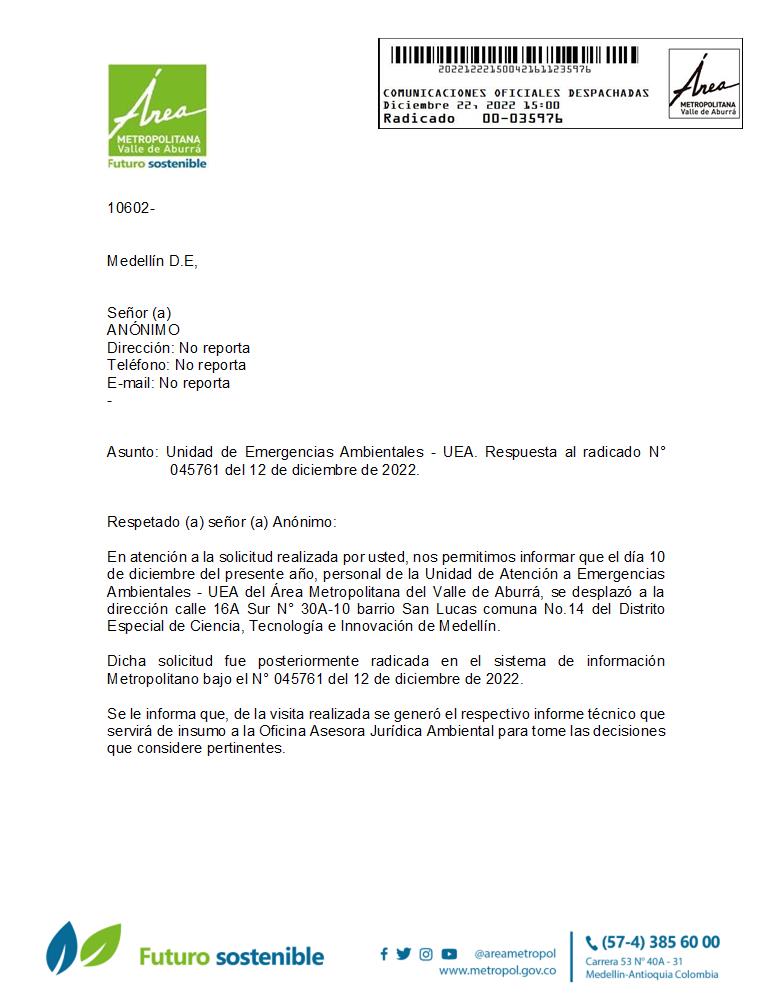 Área
METROPOLITANA
Valle de Aburrá
Futuro sostenible
20221222150042161123597​6
COMUNICACIONES OFICIALES DESPACHADAS
Diciembre 22, 2022 15:00
Radicado 00-035976
Área
METROPOLITANA
Valle de Aburrá
10602-
Medellín D.E,
Señor (a)
ANÓNIMO
Dirección: No reporta
Teléfono: No reporta
E-mail: No reporta
-
Asunto: Unidad de Emergencias Ambientales - UEA. Respuesta al radicado N°
045761 del 12 de diciembre de 2022.
Respetado (a) señor (a) Anónimo:
En atención a la solicitud realizada por usted, nos permitimos informar que el día 10
de diciembre del presente año, personal de la Unidad de Atención a Emergencias
Ambientales - UEA del Área Metropolitana del Valle de Aburrá, se desplazó a la
dirección calle 16A Sur N° 30A-10 barrio San Lucas comuna No.14 del Distrito
Especial de Ciencia, Tecnología e Innovación de Medellín.
Dicha solicitud fue posteriormente radicada en el sistema de información
Metropolitano bajo el N° 045761 del 12 de diciembre de 2022.
Se le informa que, de la visita realizada se generó el respectivo informe técnico que
servirá de insumo a la Oficina Asesora Jurídica Ambiental para tome las decisiones
que considere pertinentes.
Futuro sostenible
@areametropol
www.metropol.gov.co
(57-4) 385 60 00
Carrera 53 N° 40A - 31
Medellín-Antioquia Colombia